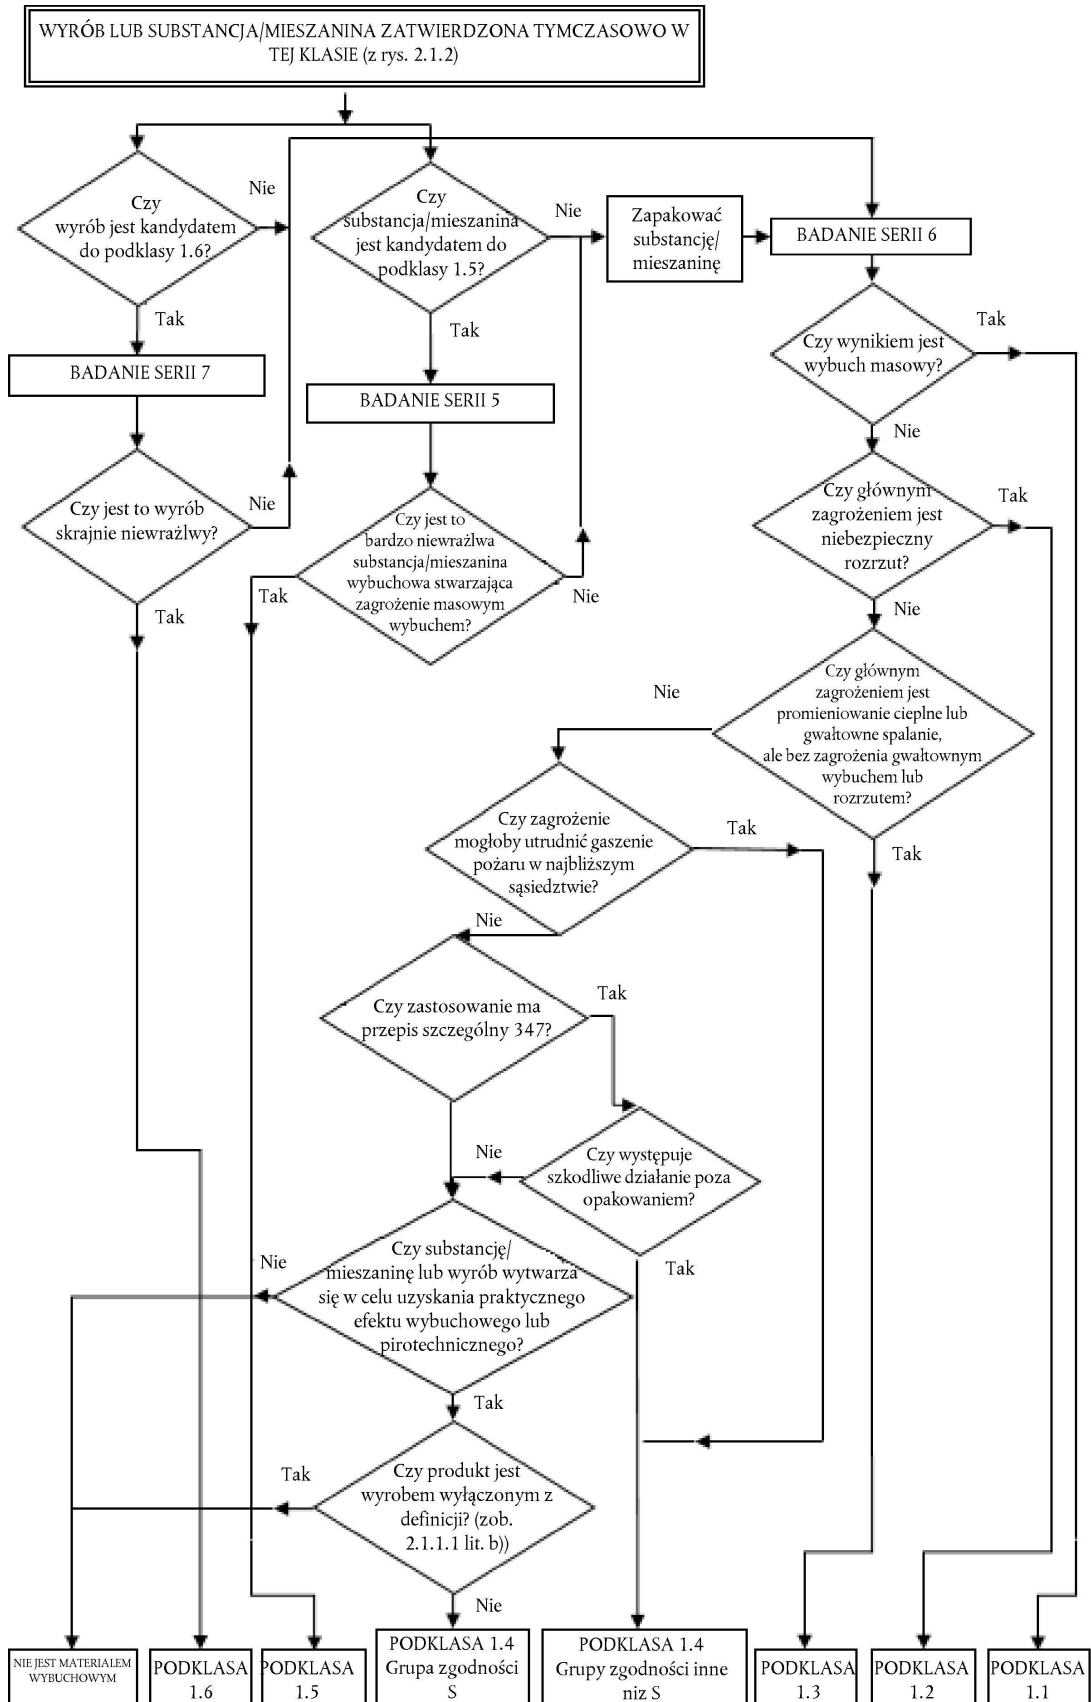 WYRÓB LUB SUBSTANCJA/MIESZANINA ZATWIERDZONA TYMCZASOWO W
TEJ KLASIE (z rys. 2.1.2)
Czy
wyrób jest kandydatem
do podklasy 1.6?
Nie
Tak
Czy
substancja/mieszanina
jest kandydatem do
podklasy 1.5?
Nie
Tak
Zapakować
substancję/
mieszaninę
BADANIE SERII 6
BADANIE SERII 7
BADANIE SERII 5
Czy wynikiem jest
wybuch masowy?
Tak
Nie
Czy jest to wyrób
skrajnie niewrażlwy?
Nie
Tak
Czy jest to
bardzo niewrażlwa
substancja/mieszanina
wybuchowa stwarzająca
zagrożenie masowym
wybuchem?
Tak
Nie
Czy głównym
zagrożeniem jest
niebezpieczny
rozrzut?
Tak
Nie
Czy głównym
zagrożeniem jest
promieniowanie cieplne lub
gwałtowne spalanie,
ale bez zagrożenia gwałtownym
wybuchem lub
rozrzutem?
Nie
Tak
Czy zagrożenie
mogłoby utrudnić gaszenie
pożaru w najbliższym
sąsiedztwie?
Tak
Nie
Czy zastosowanie ma
przepis szczególny 347?
Tak
Czy występuje
szkodliwe działanie poza
opakowaniem?
Nie
Tak
Czy substancję/
mieszaninę lub wyrób wytwarza
się w celu uzyskania praktycznego
efektu wybuchowego lub
pirotechnicznego?
Nie
Tak
Czy produkt jest
wyrobem wyłączonym z
definicji? (zob.
2.1.1.1 lit. b))
Tak
Nie
NIE JEST MATERIALEM
WYBUCHOWYM
PODKLASA
1.6
PODKLASA
1.5
PODKLASA 1.4
Grupa zgodności
S
PODKLASA 1.4
Grupy zgodności inne
niz S
PODKLASA
1.3
PODKLASA
1.2
PODKLASA
1.1